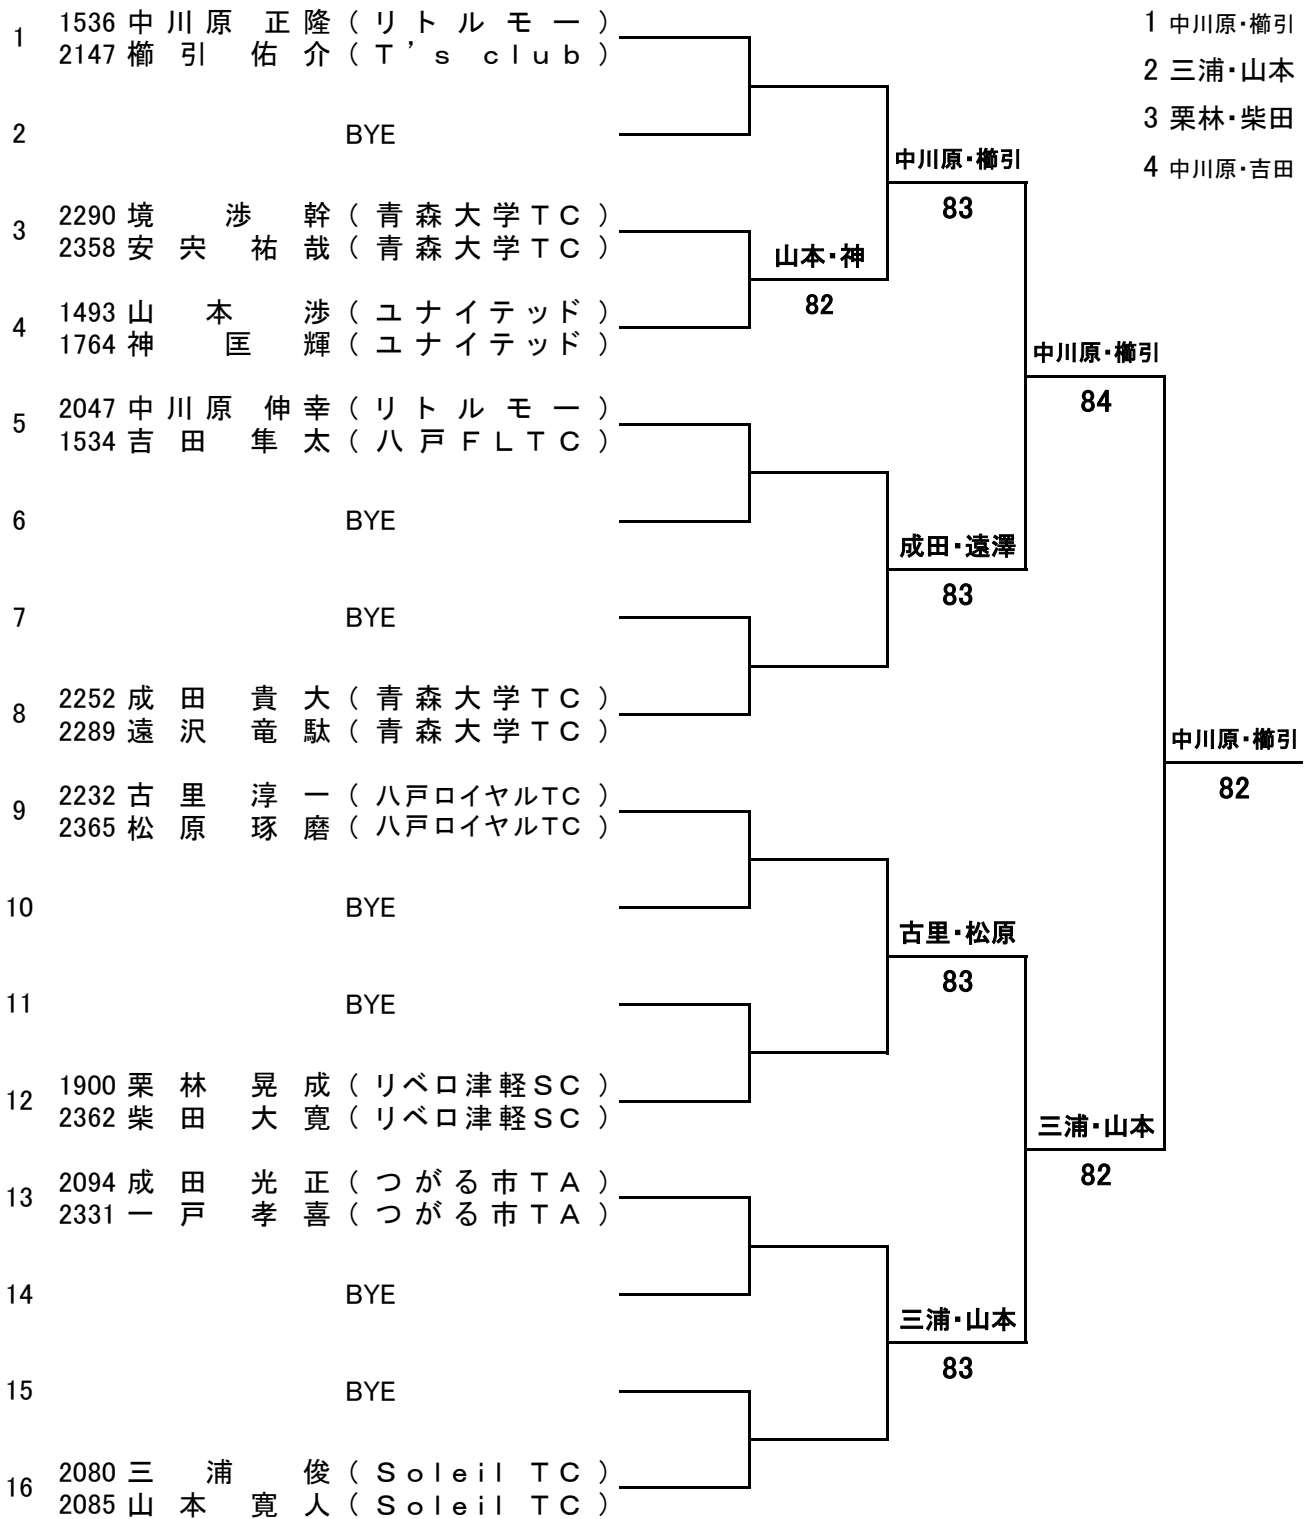 1 1536 中川原 正隆 (リトルモー)
2147 櫛引 佑介 (T's club)
2 BYE
3 2290 境 渉幹 (青森大学TC)
2358 安宍祐哉 (青森大学TC)
4 1493 山本 渉 (ユナイテッド)
1764 神 匡輝 (ユナイテッド)
5 2047 中川原 伸幸 (リトルモー)
1534 吉田 隼太 (八戸FLTC)
6 BYE
7 BYE
8 2252 成田 貴大 (青森大学TC)
2289 遠沢 竜駄 (青森大学TC)
9 2232 古里 淳一 (八戸ロイヤルTC)
2365 松原 琢磨 (八戸ロイヤルTC)
10 BYE
11 BYE
12 1900 栗林 晃成 (リベロ津軽SC)
2362 柴田 大寛 (リベロ津軽SC)
13 2094 成田 光正 (つがる市TA)
2331 一戸 孝喜 (つがる市TA)
14 BYE
15 BYE
16 2080 三浦 俊 (Soleil TC)
2085 山本 寛人 (Soleil TC)
山本・神
82
中川原・櫛引
83
成田・遠澤
83
古里・松原
83
三浦・山本
83
中川原・櫛引
84
三浦・山本
82
中川原・櫛引
82
1 中川原・櫛引
2 三浦・山本
3 栗林・柴田
4 中川原・吉田